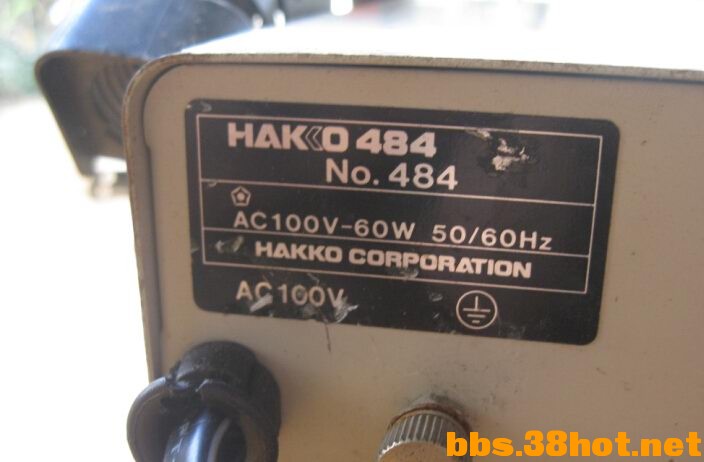 HAKKO 484
No. 484
AC100V-60W 50/60Hz
HAKKO CORPORATION
AC100V
bbs.38hot.net